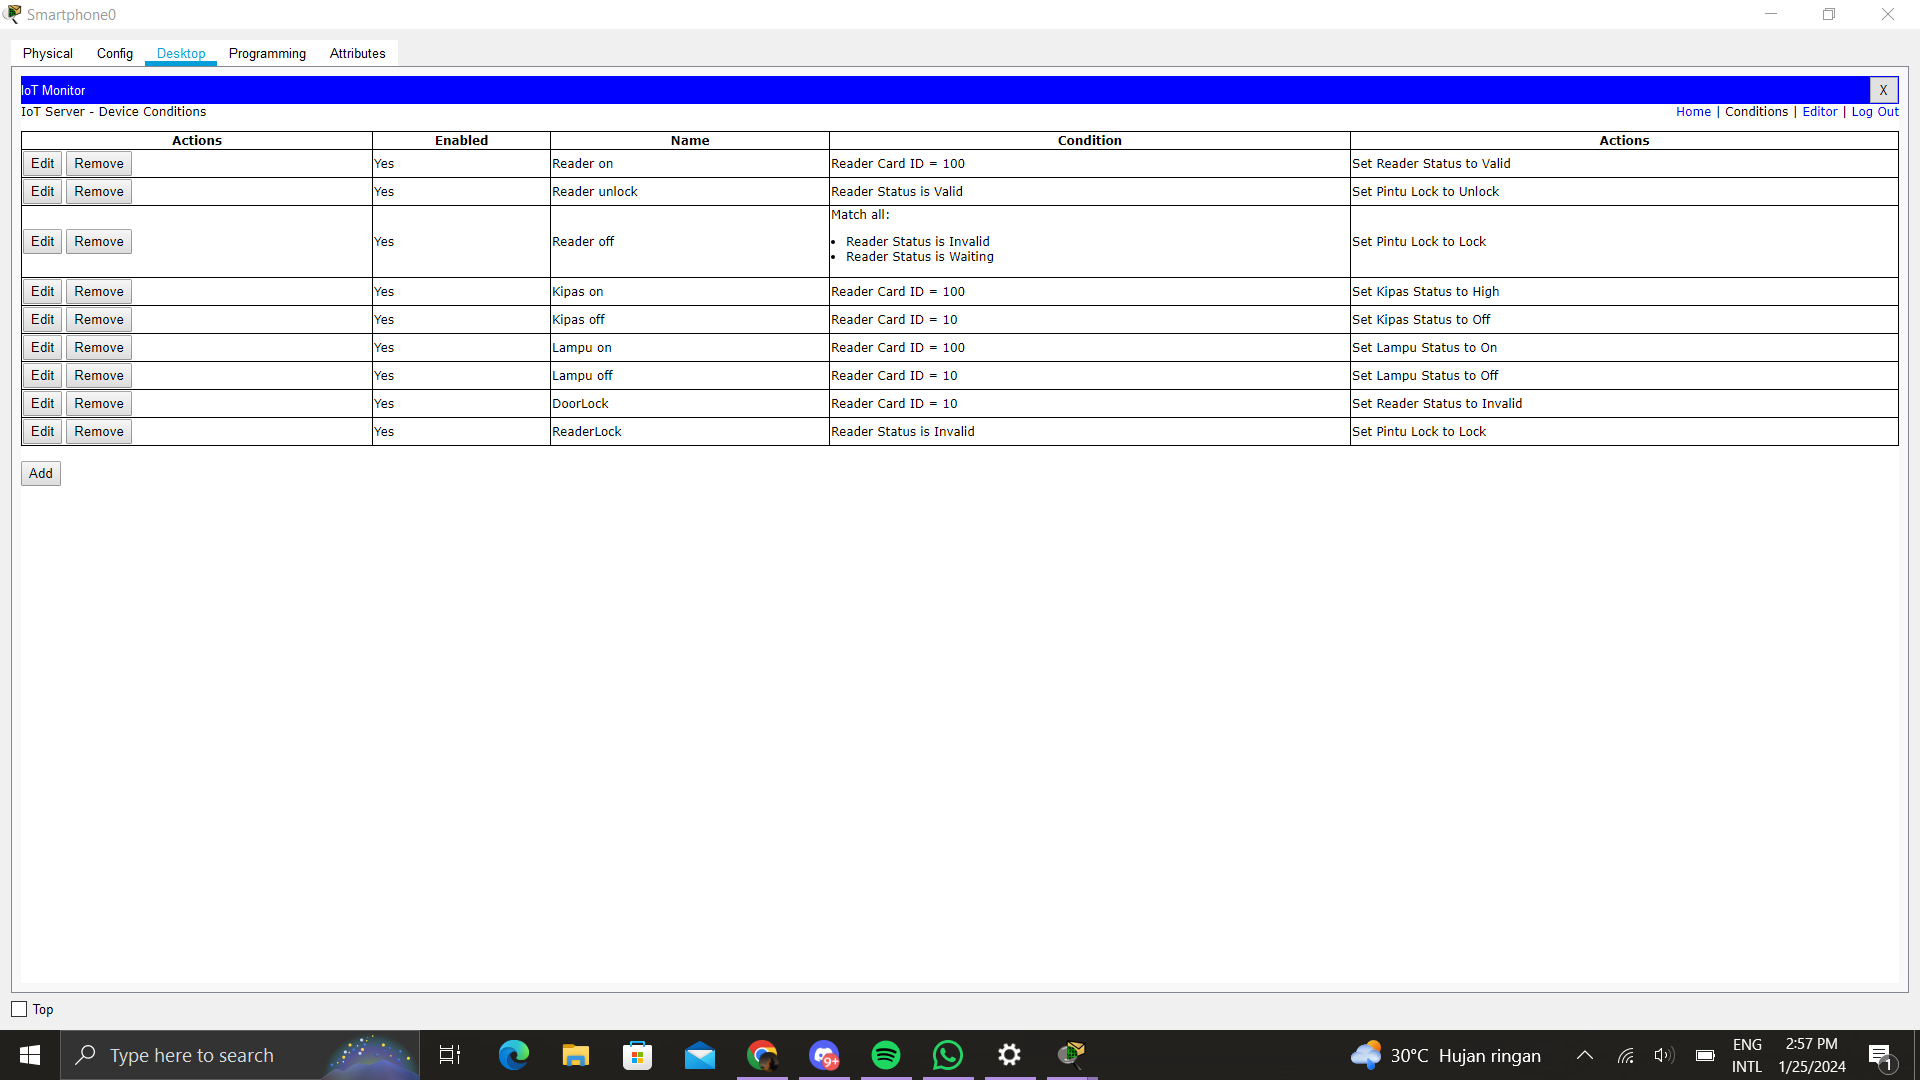 Smartphone0
Physical Config Desktop Programming Attributes
IoT Monitor X
IoT Server - Device Conditions Home | Conditions | Editor | Log Out
Actions Enabled Name Condition Actions
Edit Remove Yes Reader on Reader Card ID = 100 Set Reader Status to Valid
Edit Remove Yes Reader unlock Reader Status is Valid Set Pintu Lock to Unlock
Match all:
Edit Remove Yes Reader off • Reader Status is Invalid Set Pintu Lock to Lock
• Reader Status is Waiting
Edit Remove Yes Kipas on Reader Card ID = 100 Set Kipas Status to High
Edit Remove Yes Kipas off Reader Card ID = 10 Set Kipas Status to Off
Edit Remove Yes Lampu on Reader Card ID = 100 Set Lampu Status to On
Edit Remove Yes Lampu off Reader Card ID = 10 Set Lampu Status to Off
Edit Remove Yes DoorLock Reader Card ID = 10 Set Reader Status to Invalid
Edit Remove Yes ReaderLock Reader Status is Invalid Set Pintu Lock to Lock
Add
Top
Type here to search 9+ 30°C Hujan ringan ENG 2:57 PM
INTL 1/25/2024 1